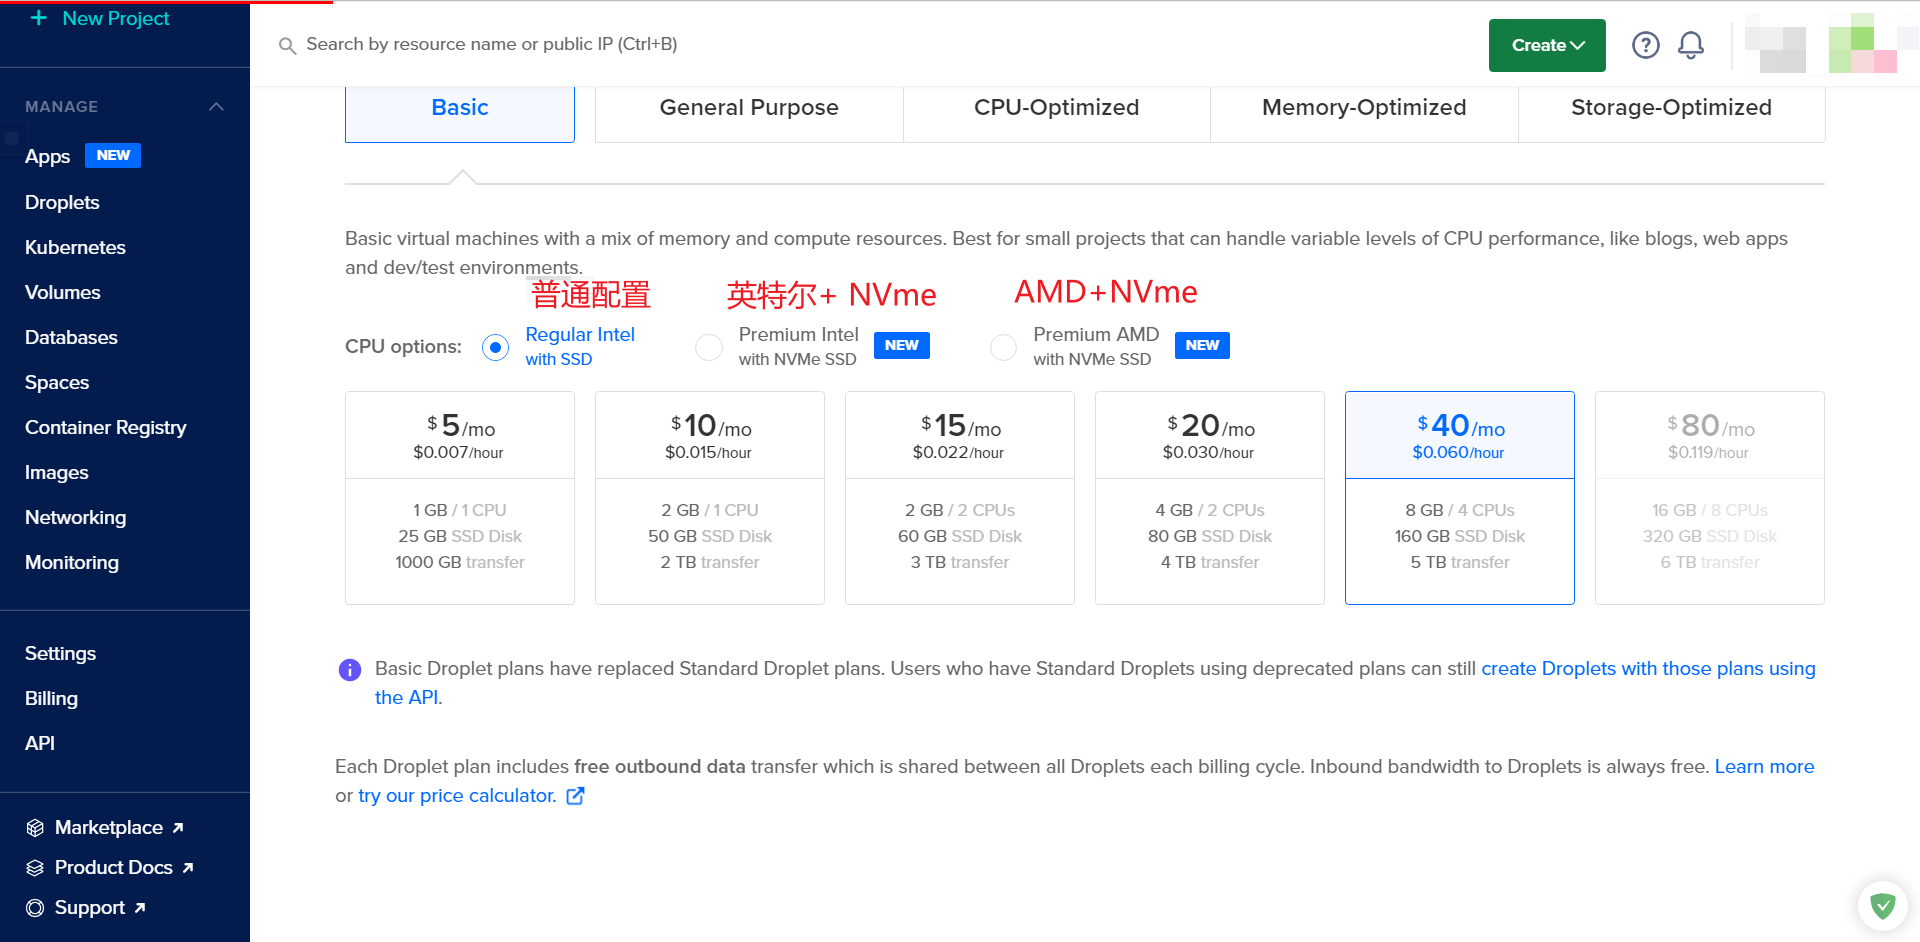 New Project
MANAGE
Apps NEW
Droplets
Kubernetes
Volumes
Databases
Spaces
Container Registry
Images
Networking
Monitoring
Settings
Billing
API
Marketplace
Product Docs
Support
Search by resource name or public IP (Ctrl+B)
Create
Basic
General Purpose
CPU-Optimized
Memory-Optimized
Storage-Optimized
Basic virtual machines with a mix of memory and compute resources. Best for small projects that can handle variable levels of CPU performance, like blogs, web apps
and dev/test environments.
普通配置
英特尔+ NVme
AMD+NVme
CPU options:
Regular Intel
with SSD
Premium Intel
with NVMe SSD
NEW
Premium AMD
with NVMe SSD
NEW
$5/mo
$0.007/hour
1 GB / 1 CPU
25 GB SSD Disk
1000 GB transfer
$10/mo
$0.015/hour
2 GB / 1 CPU
50 GB SSD Disk
2 TB transfer
$15/mo
$0.022/hour
2 GB / 2 CPUs
60 GB SSD Disk
3 TB transfer
$20/mo
$0.030/hour
4 GB / 2 CPUs
80 GB SSD Disk
4 TB transfer
$40/mo
$0.060/hour
8 GB / 4 CPUs
160 GB SSD Disk
5 TB transfer
$80/mo
$0.119/hour
16 GB / 8 CPUs
320 GB SSD Disk
6 TB transfer
Basic Droplet plans have replaced Standard Droplet plans. Users who have Standard Droplets using deprecated plans can still create Droplets with those plans using
the API.
Each Droplet plan includes free outbound data transfer which is shared between all Droplets each billing cycle. Inbound bandwidth to Droplets is always free. Learn more
or try our price calculator.